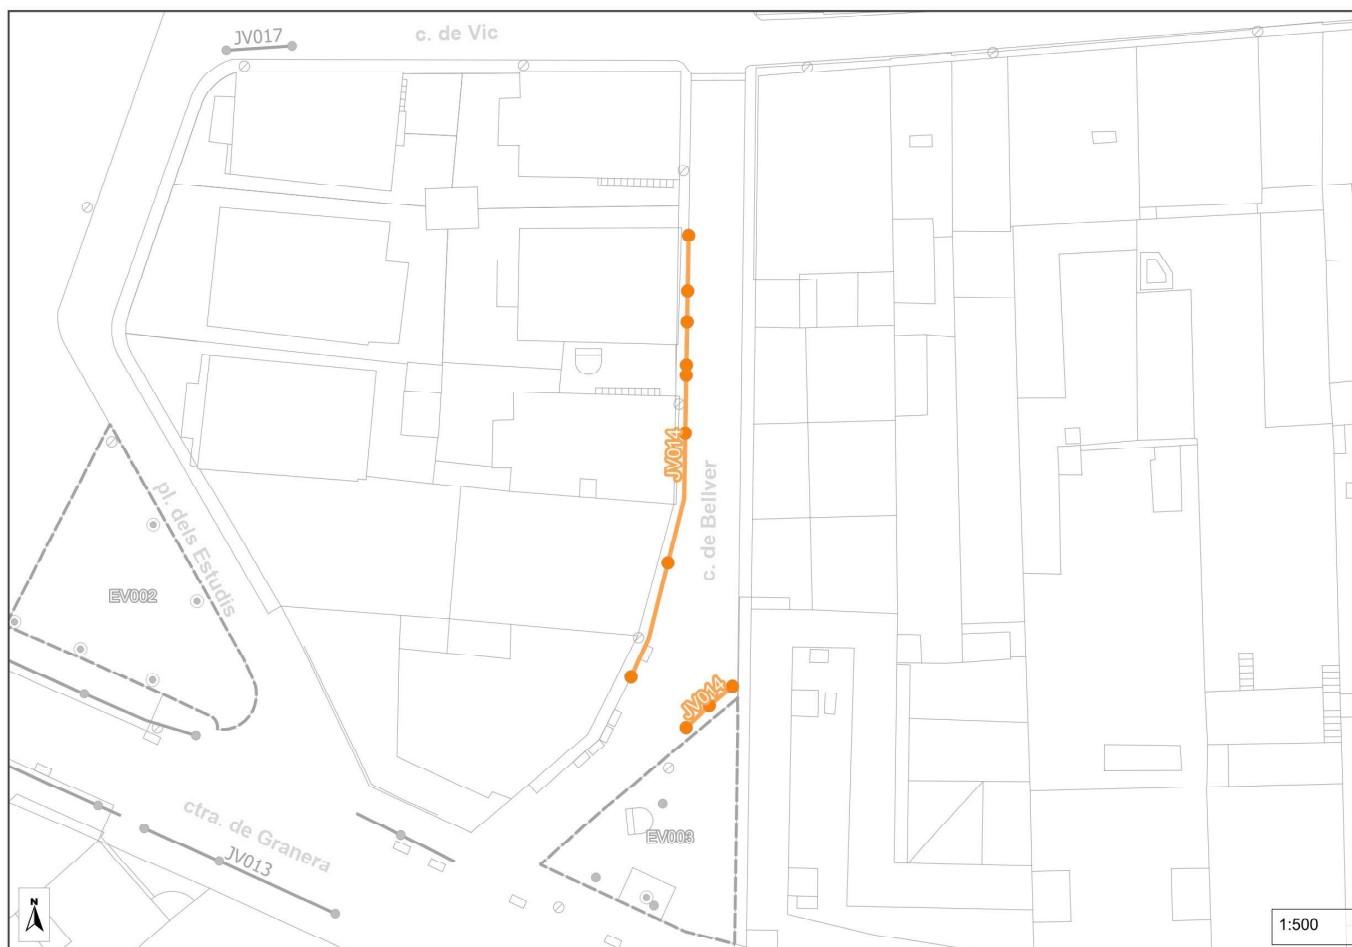 JV017
c. de Vic
JV014
c. de Bellver
pl. dels Estudis
EV002
JV014
ctra. de Granera
JV013
EV003
N
1:500